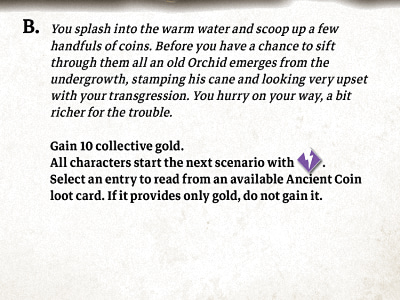 B. You splash into the warm water and scoop up a few
handfuls of coins. Before you have a chance to sift
through them all an old Orchid emerges from the
undergrowth, stamping his cane and looking very upset
with your transgression. You hurry on your way, a bit
richer for the trouble.
Gain 10 collective gold.
All characters start the next scenario with .
Select an entry to read from an available Ancient Coin
loot card. If it provides only gold, do not gain it.